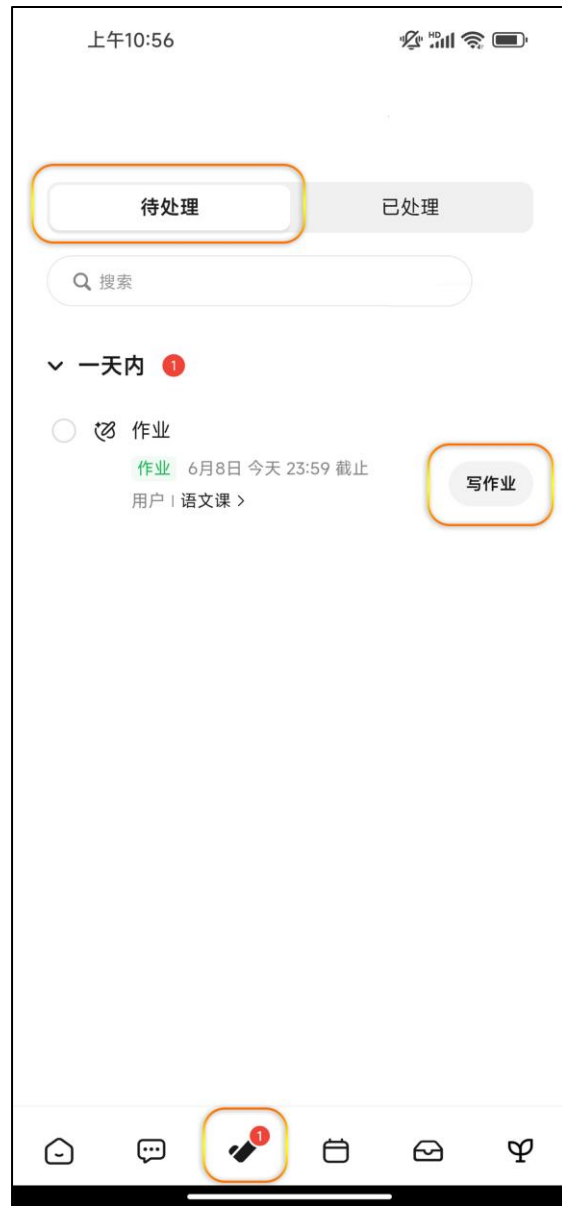 上午10:56
HD
待处理 已处理
搜索
一天内 1
作业
作业 6月8日 今天 23:59 截止
写作业
用户 | 语文课 >
1